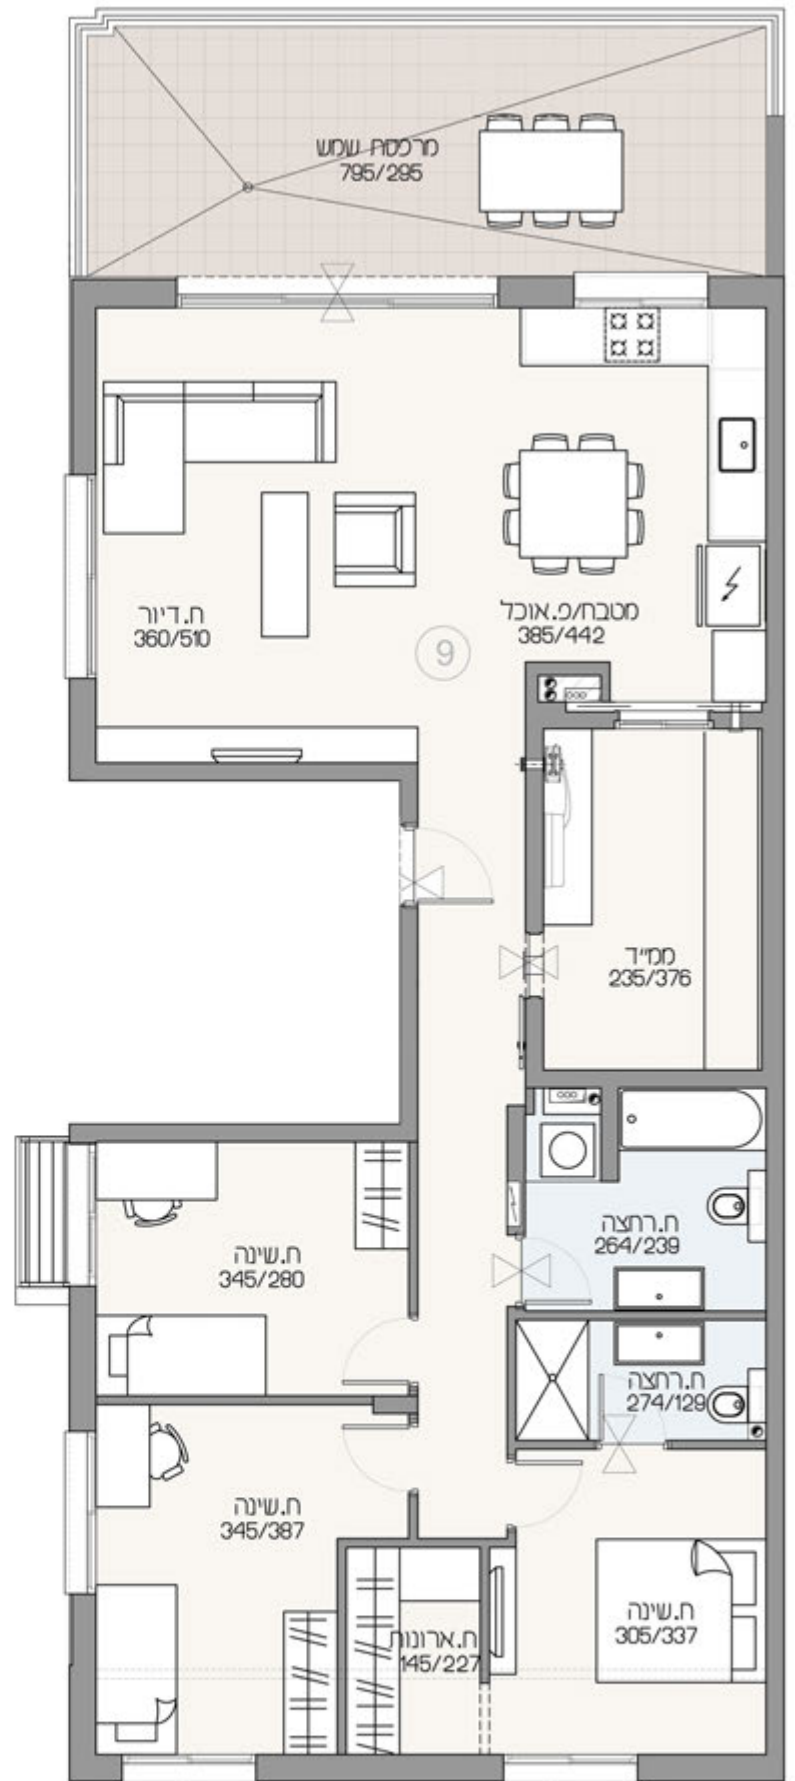 מרפסת שמש
795/295
ח.דיור
360/510
מטבח/פ.אוכל
385/442
9
ממ״ד
235/376
ח.רחצה
264/239
ח.שינה
345/280
ח.רחצה
274/129
ח.שינה
345/387
ח.ארונות
145/227
ח.שינה
305/337